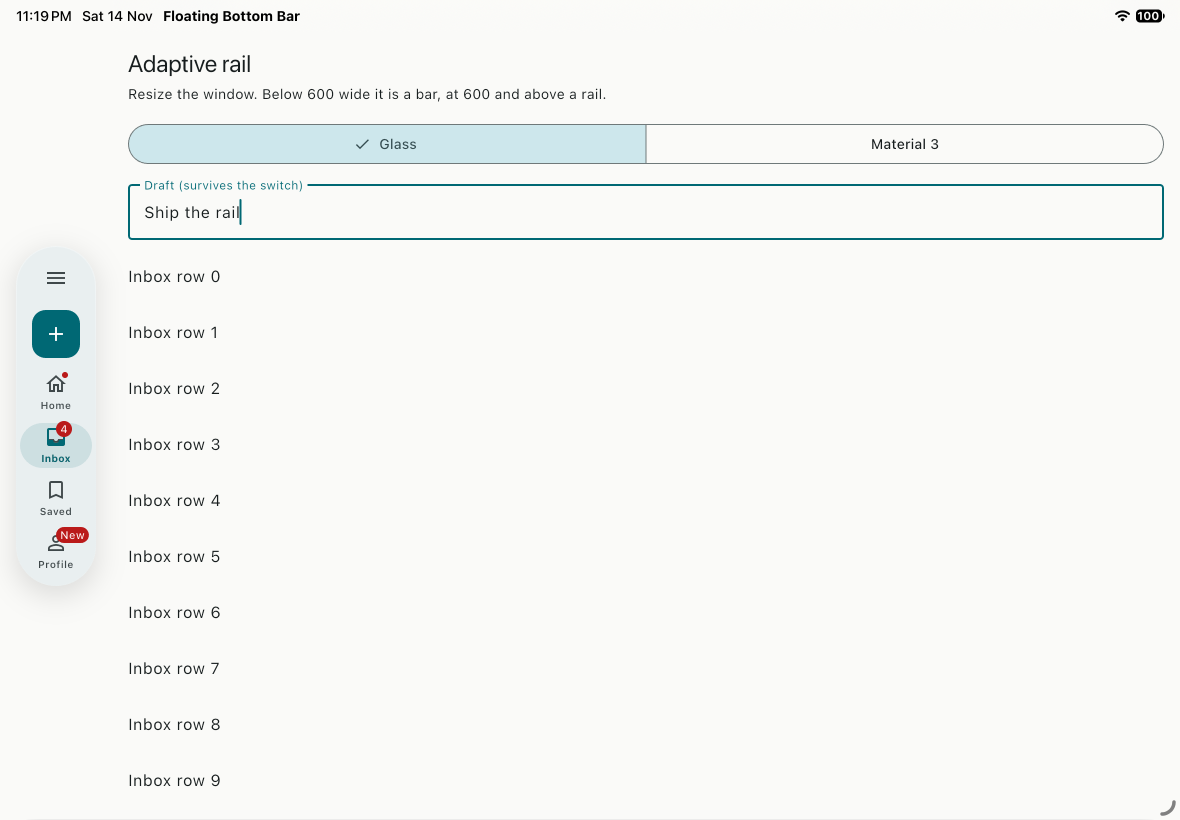 11:19 PM Sat 14 Nov Floating Bottom Bar
100
Adaptive rail
Resize the window. Below 600 wide it is a bar, at 600 and above a rail.
Glass
Material 3
Draft (survives the switch)
Ship the rail
Inbox row 0
Inbox row 1
Inbox row 2
Home
4
Inbox row 3
Inbox
Inbox row 4
Saved
New
Inbox row 5
Profile
Inbox row 6
Inbox row 7
Inbox row 8
Inbox row 9